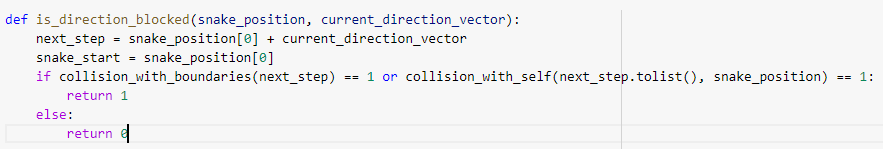 def is_direction_blocked(snake_position, current_direction_vector):
    next_step = snake_position[0] + current_direction_vector
    snake_start = snake_position[0]
    if collision_with_boundaries(next_step) == 1 or collision_with_self(next_step.tolist(), snake_position) == 1:
        return 1
    else:
        return 0